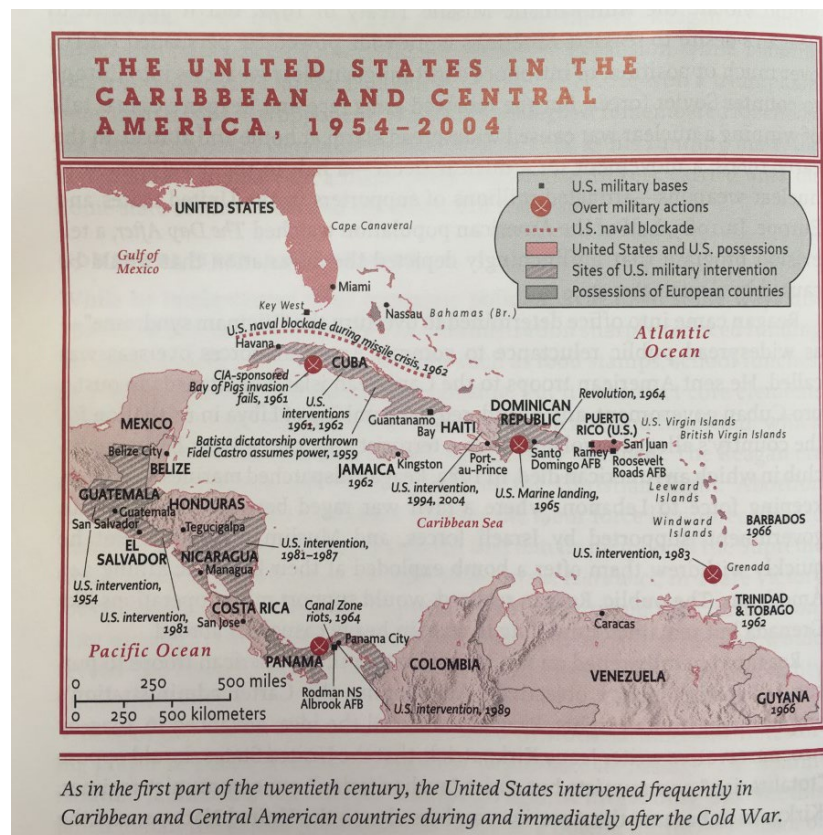 THE UNITED STATES IN THE
CARIBBEAN AND CENTRAL
AMERICA, 1954–2004
U.S. military bases
Over military actions
U.S. naval blockade
United States and U.S. possessions
Sites of U.S. military intervention
Possessions of European countries
UNITED STATES
Cape Canaveral
Gulf of
Mexico
Miami
Key West
Nassau
Bahamas (Br.)
Atlantic
Ocean
U.S. naval blockade during missile crisis, 1962
Havana
CUBA
CIA-sponsored
Bay of Pigs invasion
fails, 1961
U.S.
interventions
1961, 1962
Guantanamo
Bay
Batista dictatorship overthrown
Fidel Castro assumes power, 1959
HAITI
DOMINICAN
REPUBLIC
Revolution, 1964
PUERTO
RICO (U.S.)
U.S. Virgin Islands
British Virgin Islands
San Juan
Ramey
AFB
Roosevelt
Roads AFB
Port-
au-Prince
Santo
Domingo
JAMAICA
1962
Kingston
U.S. intervention,
1994, 2004
U.S. Marine landing,
1965
Leeward
Islands
Windward
Islands
BARBADOS
1966
Caribbean Sea
MEXICO
Belize City
BELIZE
GUATEMALA
Guatemala
HONDURAS
San Salvador
Tegucigalpa
EL
SALVADOR
NICARAGUA
Managua
U.S. intervention,
1981–1987
U.S. intervention,
1954
U.S. intervention,
1981
U.S. intervention, 1983
Grenada
TRINIDAD
& TOBAGO
1962
COSTA RICA
San Jose
Canal Zone
riots, 1964
Panama City
PANAMA
Rodman NS
Albrook AFB
U.S. intervention, 1989
Caracas
COLOMBIA
VENEZUELA
GUYANA
1966
Pacific Ocean
0 250 500 miles
0 250 500 kilometers
As in the first part of the twentieth century, the United States intervened frequently in
Caribbean and Central American countries during and immediately after the Cold War.